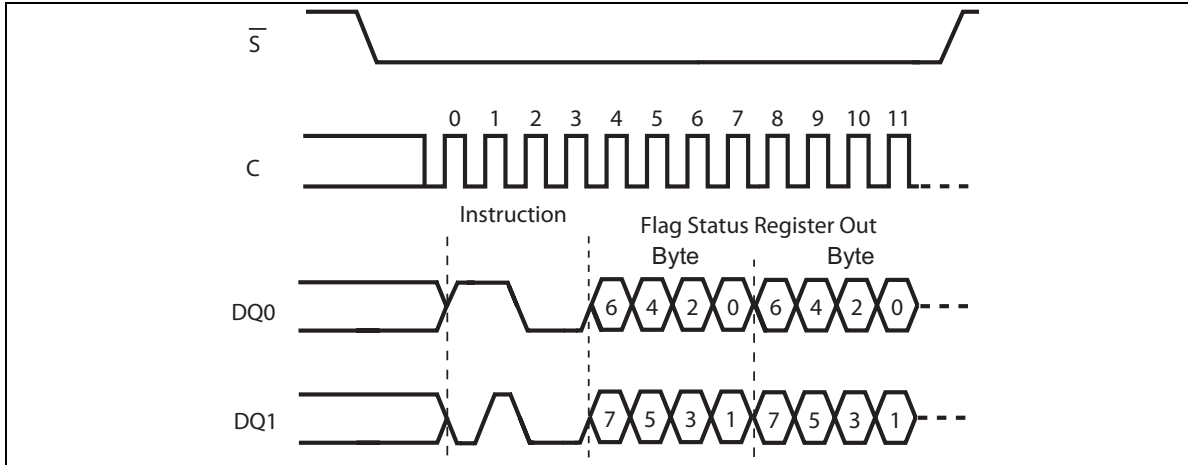 S
0 1 2 3 4 5 6 7 8 9 10 11
C
Instruction
Flag Status Register Out
Byte Byte
DQ0
6 4 2 0 6 4 2 0
DQ1
7 5 3 1 7 5 3 1